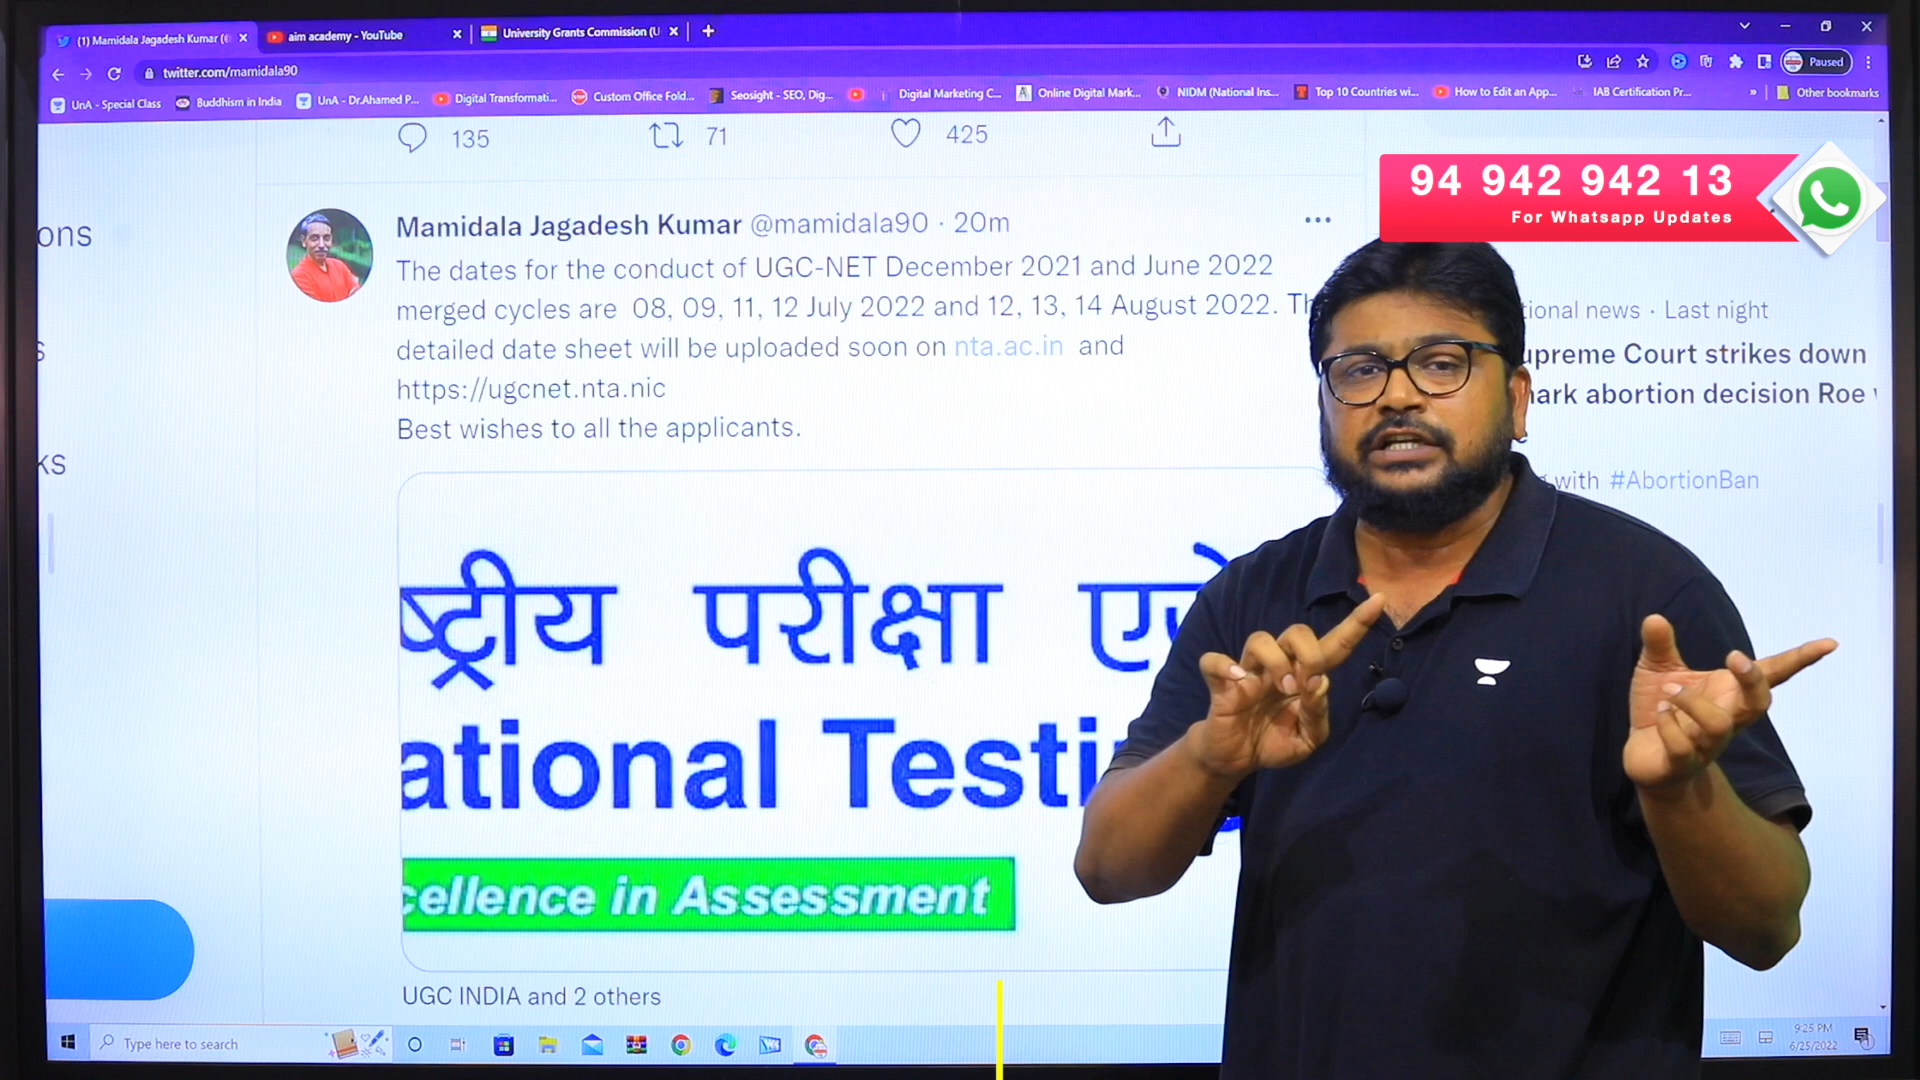 (1) Mamidala Jagadesh Kumar (@
aim academy - YouTube
University Grants Commission (U
twitter.com/mamidala90
Paused
UnA - Special Class
Buddhism in India
UnA - Dr.Ahamed P...
Digital Transformati...
Custom Office Fold...
Seosight - SEO, Dig...
Digital Marketing C...
Online Digital Mark...
NIDM (National Ins...
Top 10 Countries wi...
How to Edit an App...
IAB Certification Pr...
»
Other bookmarks
135
71
425
94 942 942 13
For Whatsapp Updates
ons
Mamidala Jagadesh Kumar @mamidala90 · 20m
The dates for the conduct of UGC-NET December 2021 and June 2022
merged cycles are 08, 09, 11, 12 July 2022 and 12, 13, 14 August 2022. Th
detailed date sheet will be uploaded soon on nta.ac.in and
https://ugcnet.nta.nic
Best wishes to all the applicants.
s
ks
tional news · Last night
upreme Court strikes down
mark abortion decision Roe v
with #AbortionBan
ष्ट्रीय परीक्षा एजे
ational Testing
cellence in Assessment
UGC INDIA and 2 others
Type here to search
9:25 PM
6/25/2022